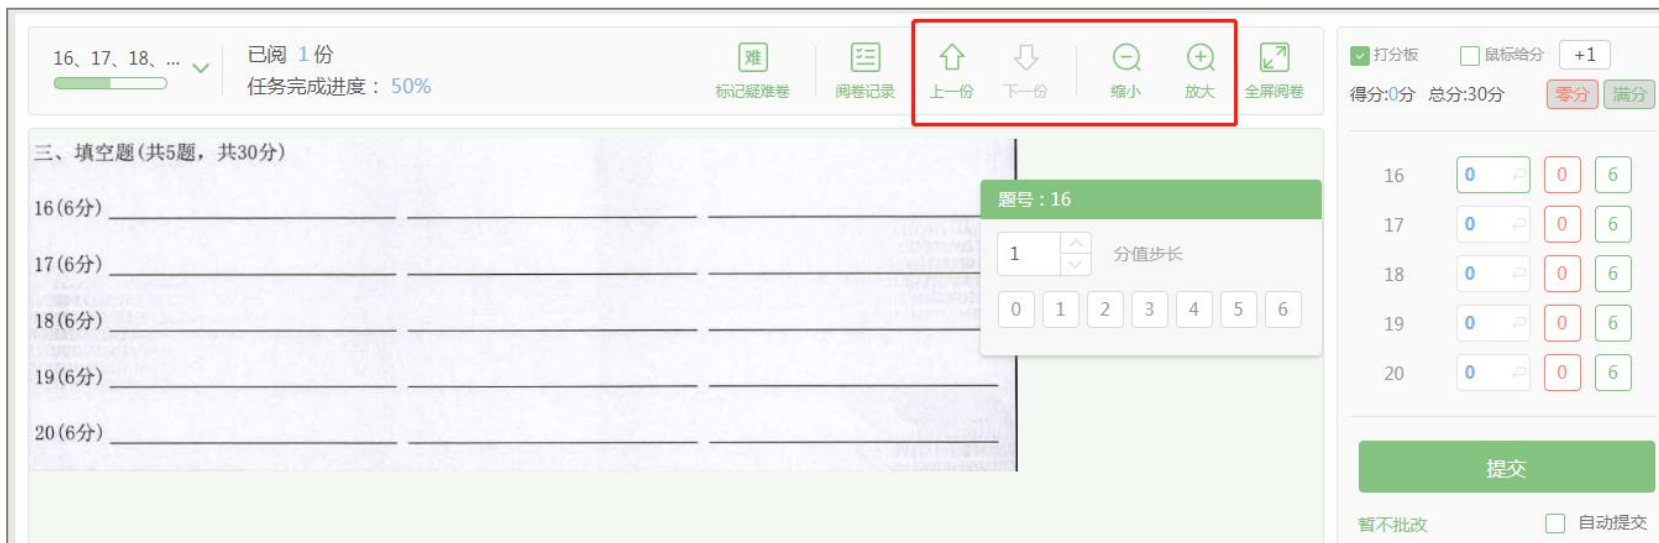 16、17、18、...
已阅 1 份
任务完成进度： 50%
难
标记疑难卷
阅卷记录
上一份
下一份
缩小
放大
全屏阅卷
三、填空题(共5题，共30分)
16(6分)
17(6分)
18(6分)
19(6分)
20(6分)
题号：16
1 分值步长
0 1 2 3 4 5 6
打分板 鼠标给分 +1
得分:0分 总分:30分 零分 满分
16 0 0 6
17 0 0 6
18 0 0 6
19 0 0 6
20 0 0 6
提交
暂不批改 自动提交